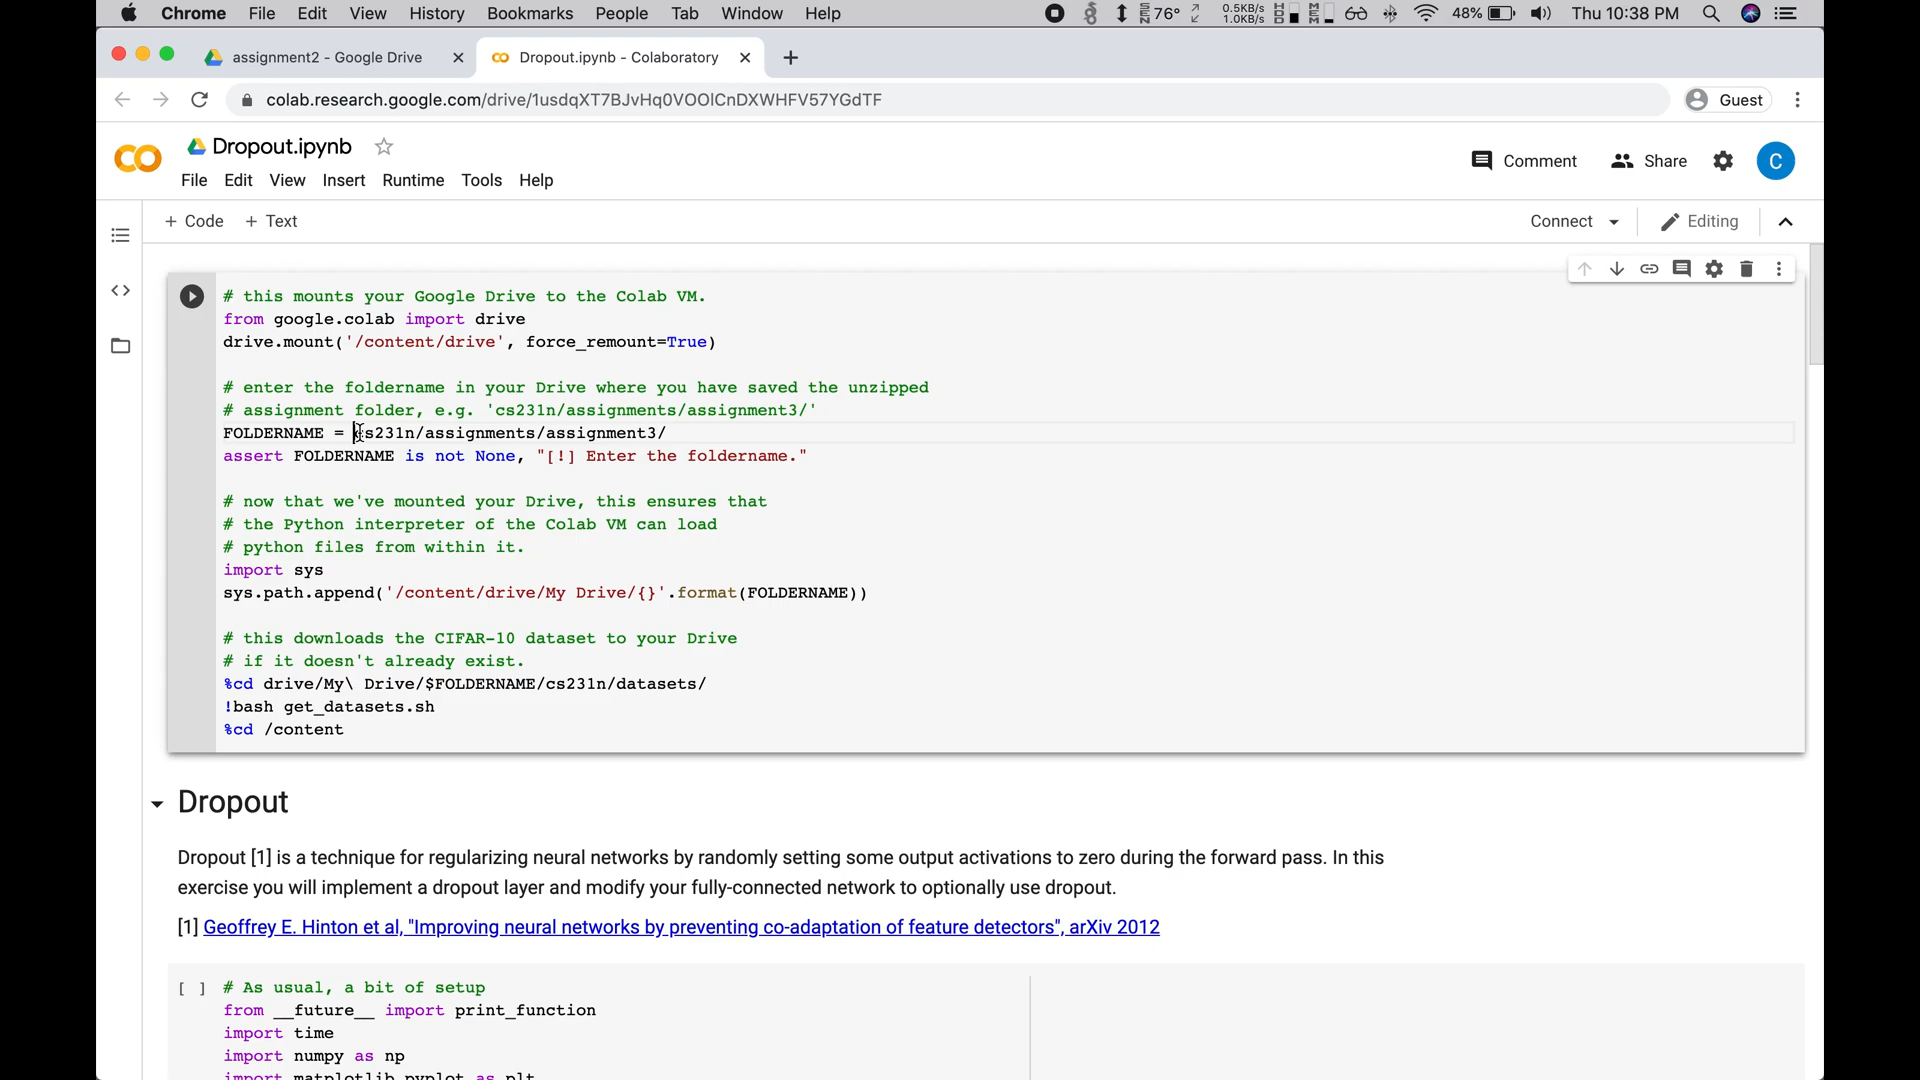 Chrome File Edit View History Bookmarks People Tab Window Help 76° 0.5KB/s 1.0KB/s 48% Thu 10:38 PM
assignment2 - Google Drive Dropout.ipynb - Colaboratory
colab.research.google.com/drive/1usdqXT7BJvHq0VOOlCnDXWHFV57YGdTF Guest
Dropout.ipynb
Comment Share C
File Edit View Insert Runtime Tools Help
+ Code + Text Connect Editing
# this mounts your Google Drive to the Colab VM.
from google.colab import drive
drive.mount('/content/drive', force_remount=True)
# enter the foldername in your Drive where you have saved the unzipped
# assignment folder, e.g. 'cs231n/assignments/assignment3/'
FOLDERNAME = cs231n/assignments/assignment3/
assert FOLDERNAME is not None, "[!] Enter the foldername."
# now that we've mounted your Drive, this ensures that
# the Python interpreter of the Colab VM can load
# python files from within it.
import sys
sys.path.append('/content/drive/My Drive/{}'.format(FOLDERNAME))
# this downloads the CIFAR-10 dataset to your Drive
# if it doesn't already exist.
%cd drive/My\ Drive/$FOLDERNAME/cs231n/datasets/
!bash get_datasets.sh
%cd /content
Dropout
Dropout [1] is a technique for regularizing neural networks by randomly setting some output activations to zero during the forward pass. In this
exercise you will implement a dropout layer and modify your fully-connected network to optionally use dropout.
[1] Geoffrey E. Hinton et al, "Improving neural networks by preventing co-adaptation of feature detectors", arXiv 2012
[ ] # As usual, a bit of setup
from __future__ import print_function
import time
import numpy as np
import matplotlib.pyplot as plt